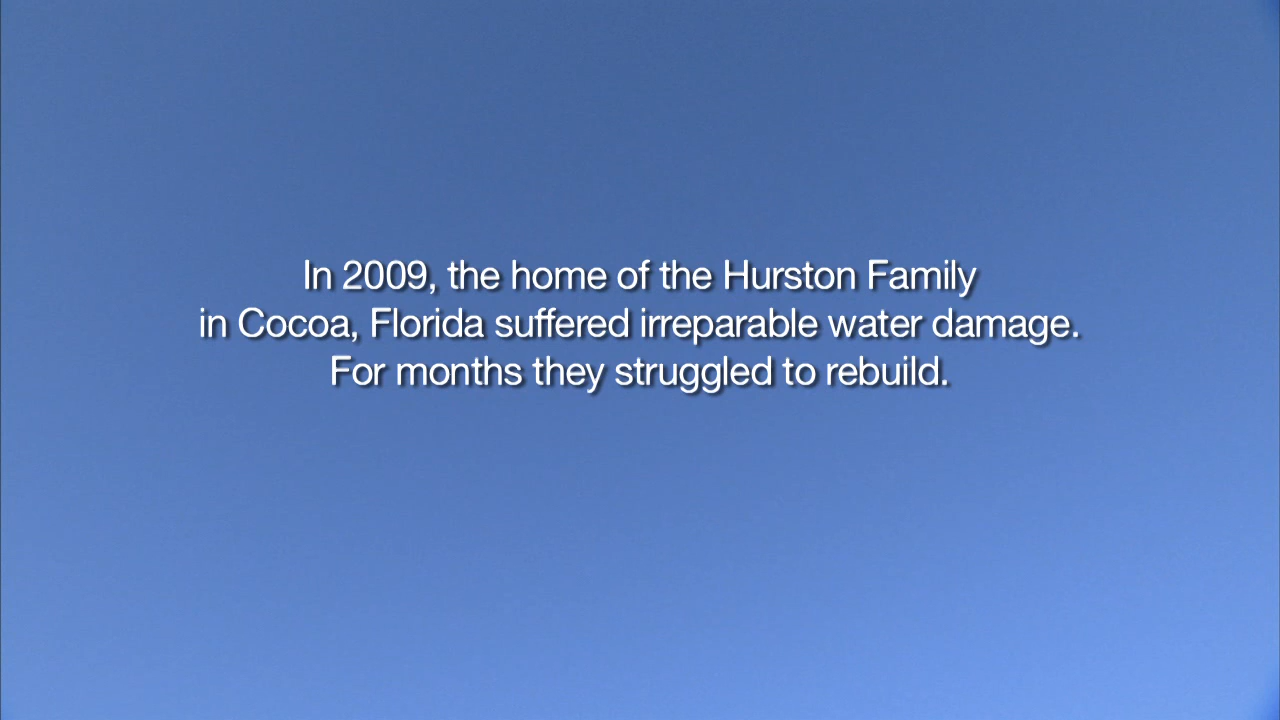 In 2009, the home of the Hurston Family
in Cocoa, Florida suffered irreparable water damage.
For months they struggled to rebuild.